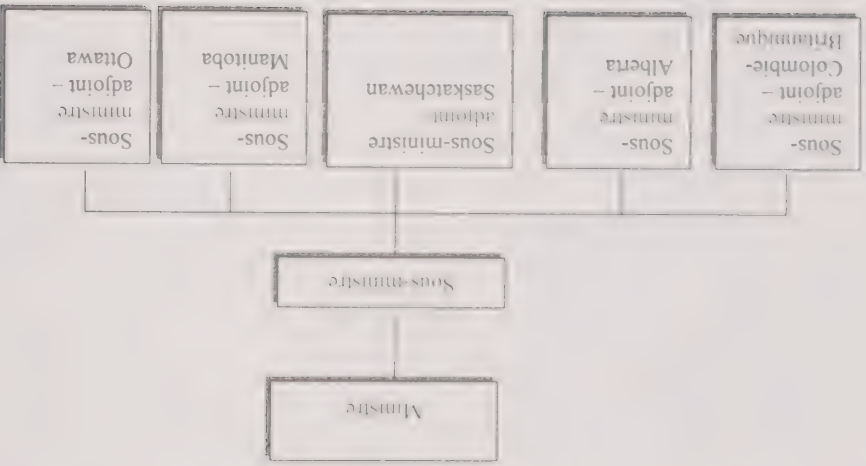 Ministre
Sous-ministre
Sous-
ministre
adjoint –
Colombie-
Britannique
Sous-
ministre
adjoint –
Alberta
Sous-ministre
adjoint
Saskatchewan
Sous-
ministre
adjoint –
Manitoba
Sous-
ministre
adjoint –
Ottawa